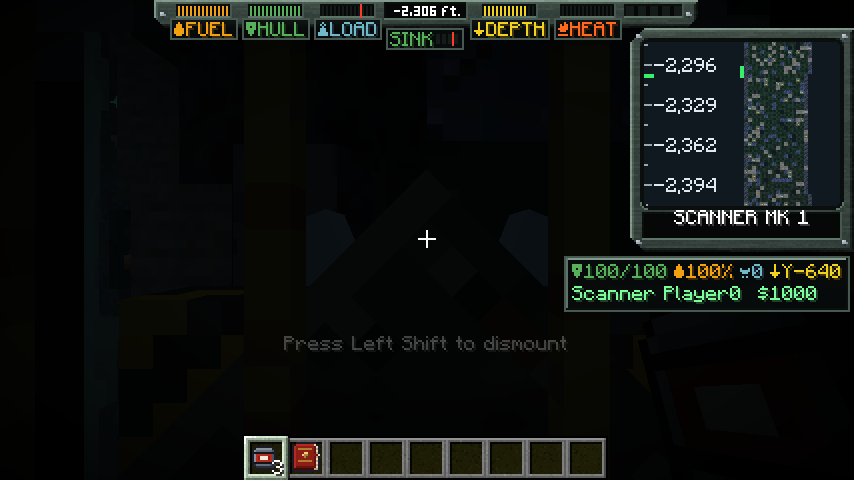 -2,306 ft.
FUEL HULL LOAD SINK DEPTH HEAT
-2,296
-2,329
-2,362
-2,394
SCANNER MK 1
100/100 100% 0 Y-640
Scanner Player0 $1000
Press Left Shift to dismount
3